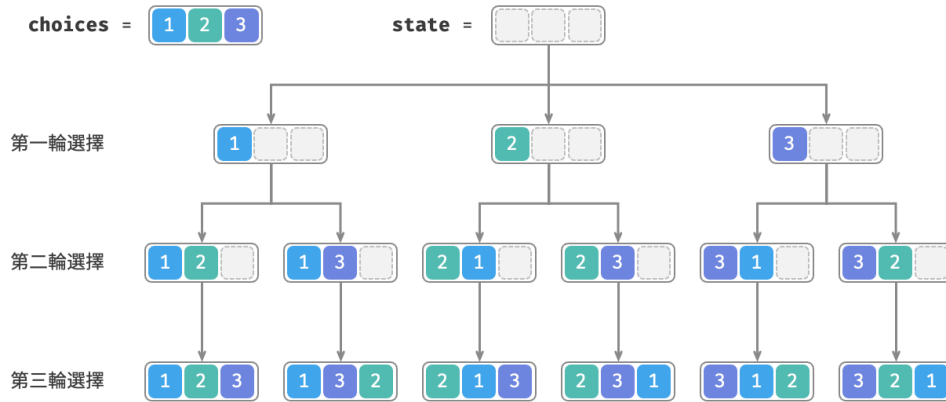 choices = 1 2 3 state =
第一輪選擇 1 2 3
第二輪選擇 1 2 1 3 2 1 2 3 3 1 3 2
第三輪選擇 1 2 3 1 3 2 2 1 3 2 3 1 3 1 2 3 2 1